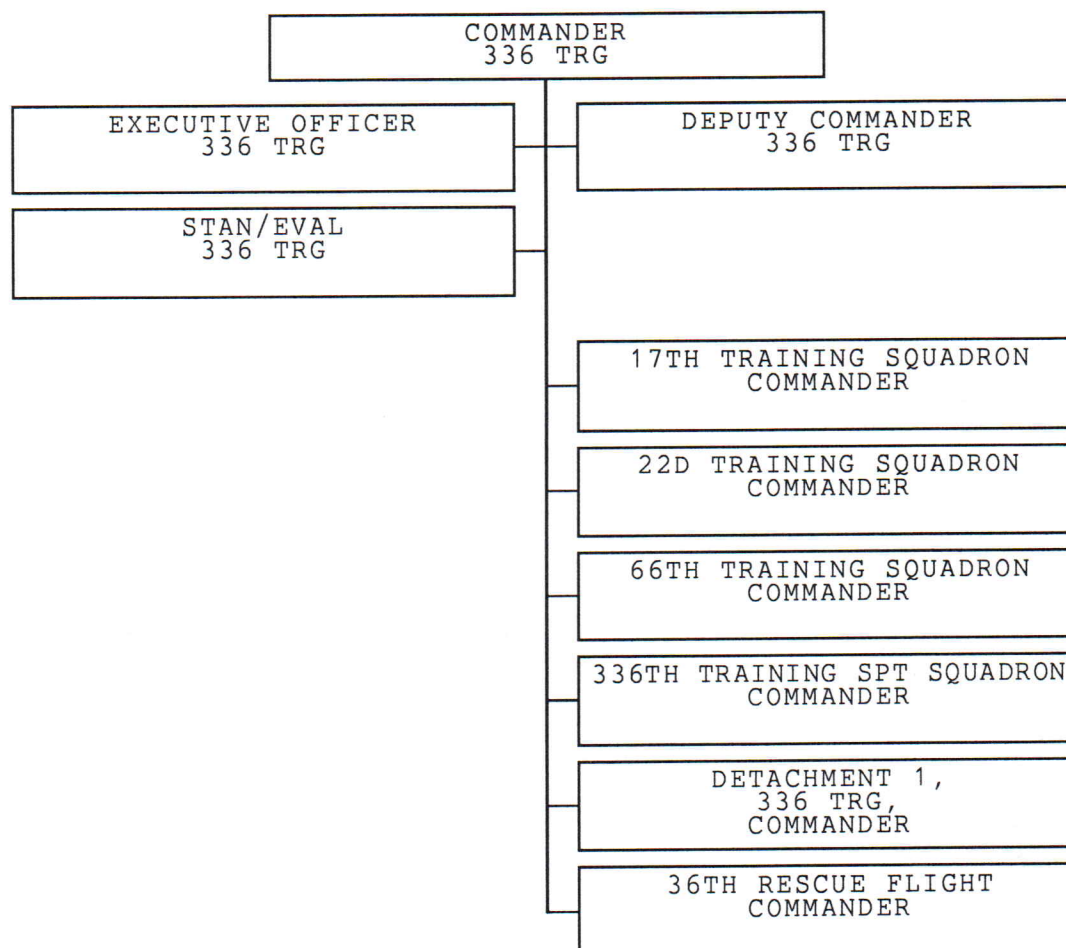 COMMANDER
336 TRG
EXECUTIVE OFFICER
336 TRG
DEPUTY COMMANDER
336 TRG
STAN/EVAL
336 TRG
17TH TRAINING SQUADRON
COMMANDER
22D TRAINING SQUADRON
COMMANDER
66TH TRAINING SQUADRON
COMMANDER
336TH TRAINING SPT SQUADRON
COMMANDER
DETACHMENT 1,
336 TRG,
COMMANDER
36TH RESCUE FLIGHT
COMMANDER